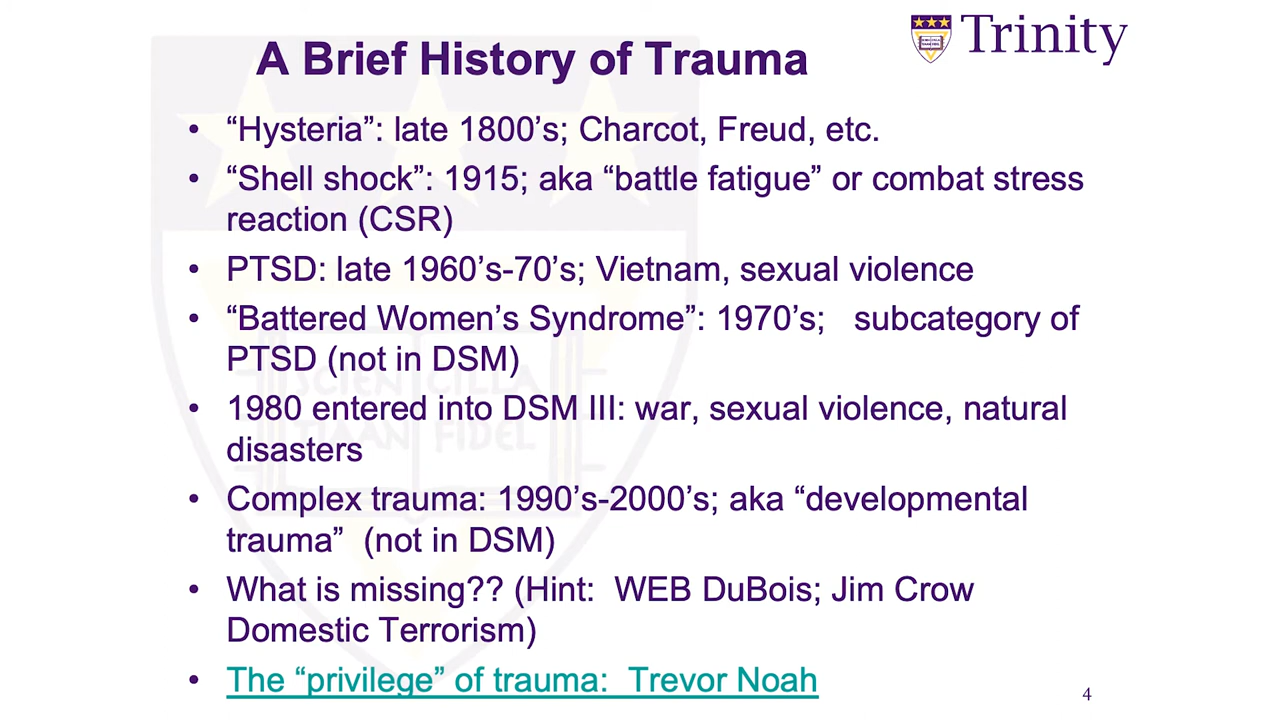 Trinity
A Brief History of Trauma
• “Hysteria”: late 1800’s; Charcot, Freud, etc.
• “Shell shock”: 1915; aka “battle fatigue” or combat stress
reaction (CSR)
• PTSD: late 1960’s-70’s; Vietnam, sexual violence
• “Battered Women’s Syndrome”: 1970’s;   subcategory of
PTSD (not in DSM)
• 1980 entered into DSM III: war, sexual violence, natural
disasters
• Complex trauma: 1990’s-2000’s; aka “developmental
trauma”  (not in DSM)
• What is missing?? (Hint:  WEB DuBois; Jim Crow
Domestic Terrorism)
• The “privilege” of trauma:  Trevor Noah
4
SCIEN CILLA
TIAAN FIDEL